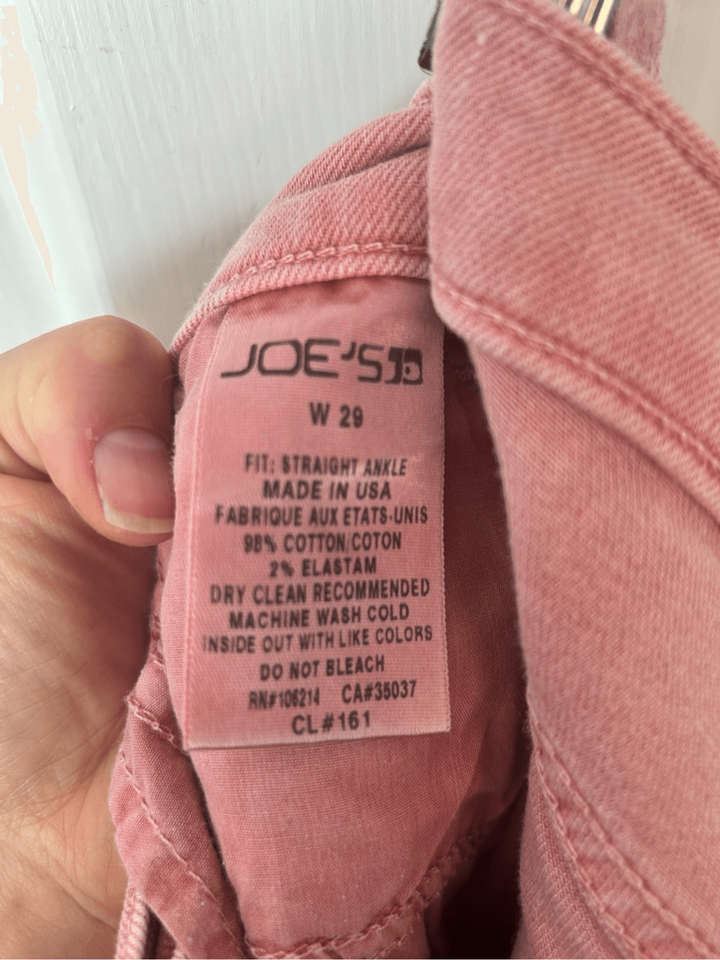 JOE'S
W 29
FIT: STRAIGHT ANKLE
MADE IN USA
FABRIQUE AUX ETATS-UNIS
98% COTTON/COTON
2% ELASTAM
DRY CLEAN RECOMMENDED
MACHINE WASH COLD
INSIDE OUT WITH LIKE COLORS
DO NOT BLEACH
RN#106214 CA#35037
CL#161